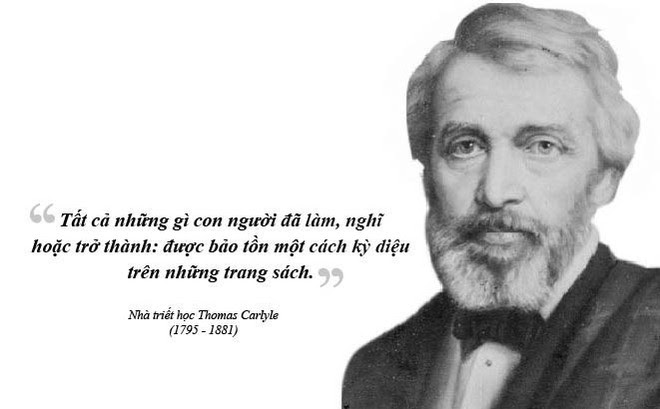 “Tất cả những gì con người đã làm, nghĩ
hoặc trở thành: được bảo tồn một cách kỳ diệu
trên những trang sách.”
Nhà triết học Thomas Carlyle
(1795 - 1881)